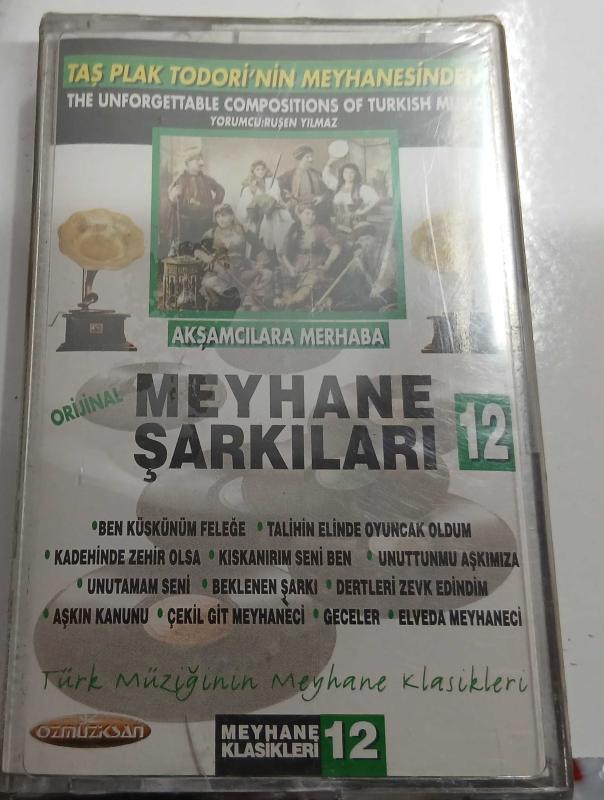 TAŞ PLAK TODORİ'NİN MEYHANESİNDEN
THE UNFORGETTABLE COMPOSITIONS OF TURKISH MUSIC
YORUMCU:RUŞEN YILMAZ
AKŞAMCILARA MERHABA
ORİJİNAL
MEYHANE
ŞARKILARI 12
•BEN KÜSKÜNÜM FELEĞE •TALİHİN ELİNDE OYUNCAK OLDUM
•KADEHİNDE ZEHİR OLSA •KISKANIRIM SENİ BEN •UNUTTUNMU AŞKIMIZA
•UNUTAMAM SENİ •BEKLENEN ŞARKI •DERTLERİ ZEVK EDİNDİM
•AŞKIN KANUNU •ÇEKİL GİT MEYHANECİ •GECELER •ELVEDA MEYHANECİ
Türk Müziğinin Meyhane Klasikleri
ÖZMÜZİKSAN
MEYHANE
KLASİKLERİ 12